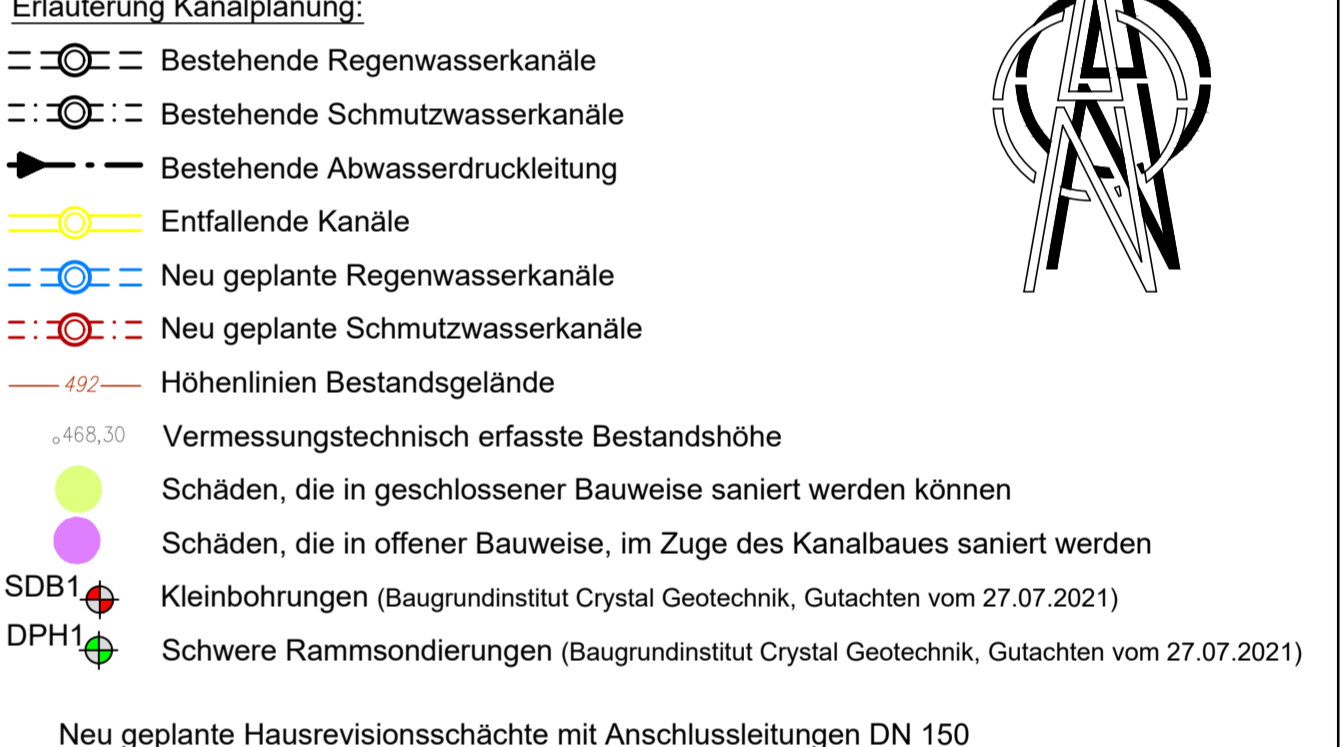 Erläuterung Kanalplanung:
Bestehende Regenwasserkanäle
Bestehende Schmutzwasserkanäle
Bestehende Abwasserdruckleitung
Entfallende Kanäle
Neu geplante Regenwasserkanäle
Neu geplante Schmutzwasserkanäle
492 Höhenlinien Bestandsgelände
468,30 Vermessungstechnisch erfasste Bestandshöhe
Schäden, die in geschlossener Bauweise saniert werden können
Schäden, die in offener Bauweise, im Zuge des Kanalbaues saniert werden
SDB1 Kleinbohrungen (Baugrundinstitut Crystal Geotechnik, Gutachten vom 27.07.2021)
DPH1 Schwere Rammsondierungen (Baugrundinstitut Crystal Geotechnik, Gutachten vom 27.07.2021)
Neu geplante Hausrevisionsschächte mit Anschlussleitungen DN 150